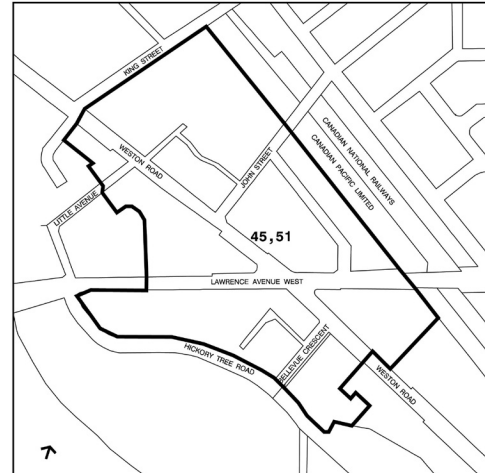 KING STREET
WESTON ROAD
CANADIAN NATIONAL RAILWAYS
CANADIAN PACIFIC LIMITED
JOHN STREET
LITTLE AVENUE
45,51
LAWRENCE AVENUE WEST
HICKORY TREE ROAD
BELLEVUE CRESCENT
WESTON ROAD